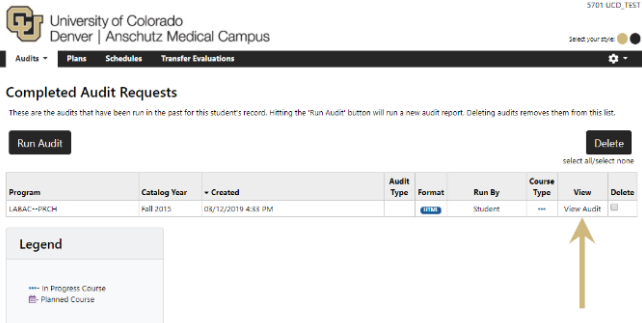 5701 UCD_TEST
University of Colorado
Denver | Anschutz Medical Campus
Select your style:
Audits Plans Schedules Transfer Evaluations
Completed Audit Requests
These are the audits that have been run in the past for this student's record. Hitting the 'Run Audit' button will run a new audit report. Deleting audits removes them from this list.
Run Audit Delete
select all/select none
Program Catalog Year Created Audit Type Format Run By Course Type View Delete
LABAC--PRCH Fall 2015 03/12/2019 4:33 PM HTML Student View Audit
Legend
- In Progress Course
- Planned Course